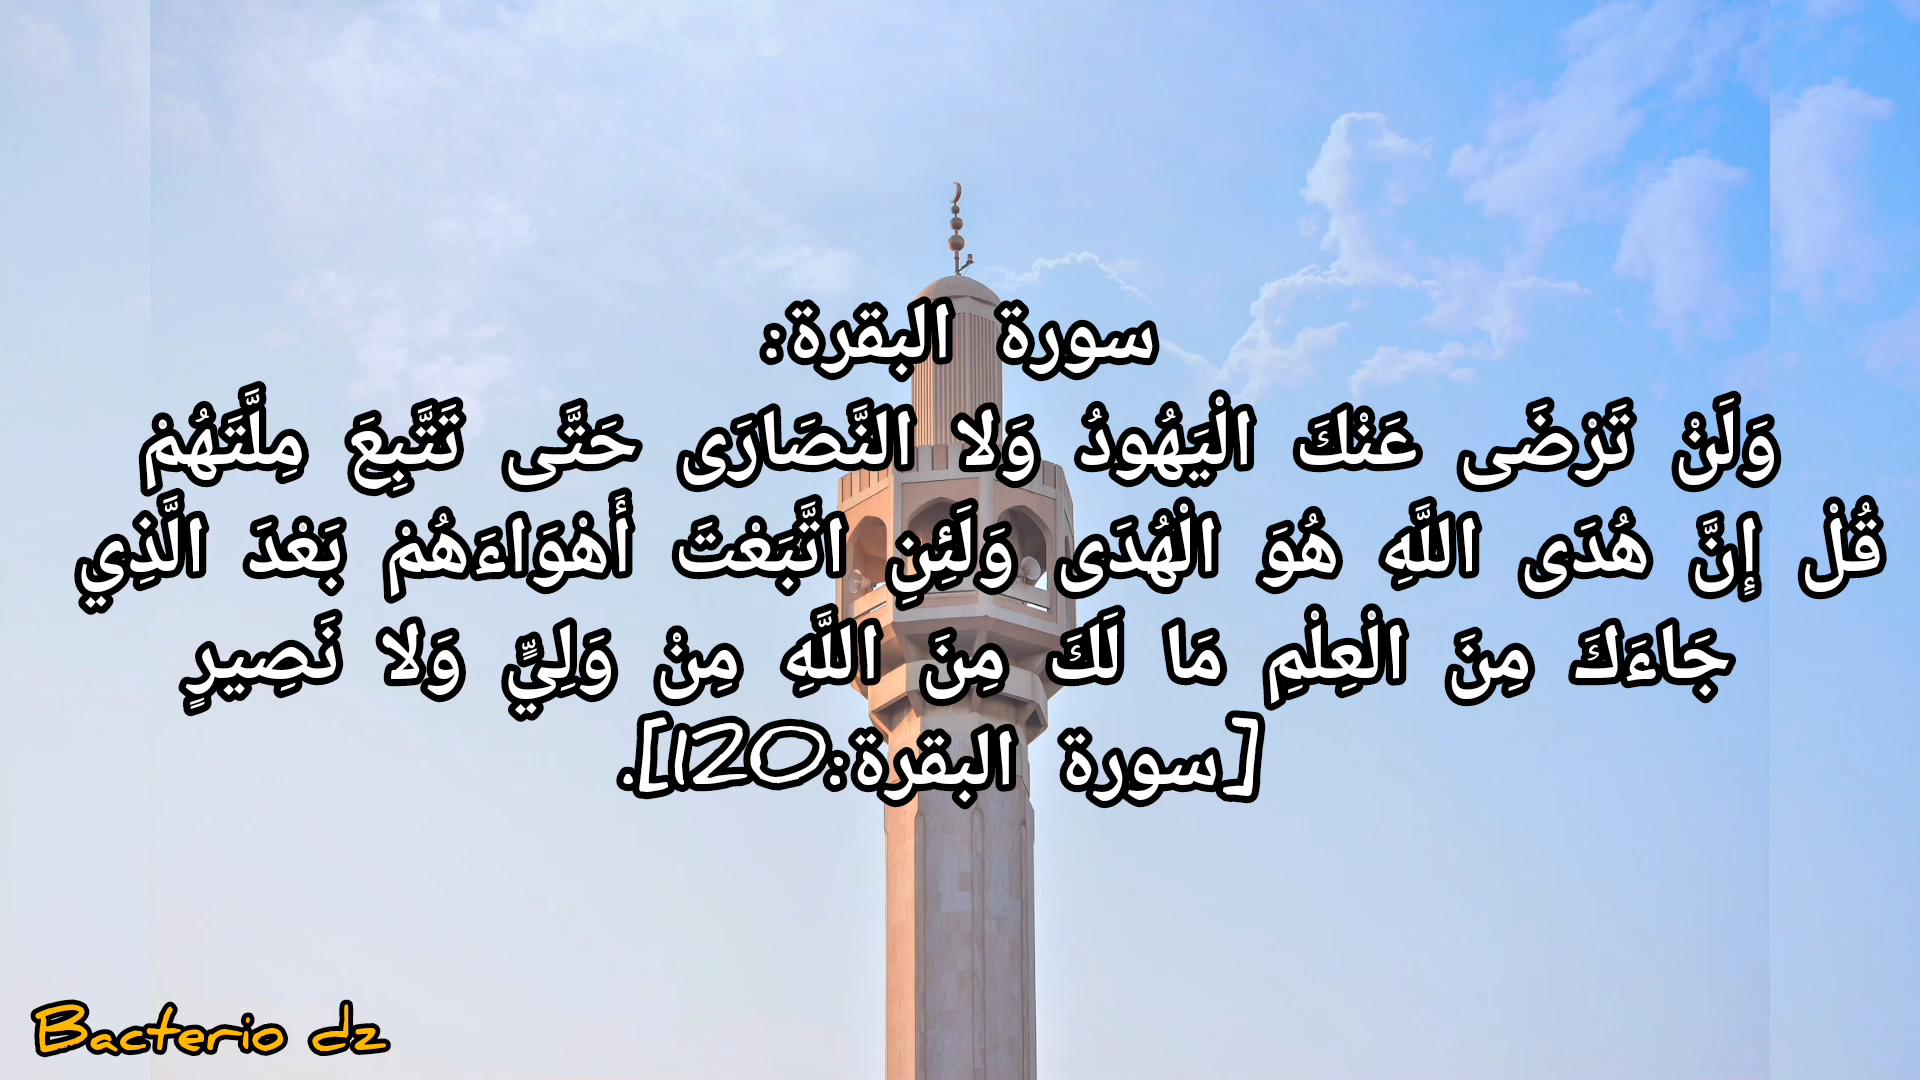 سورة البقرة:
وَلَنْ تَرْضَى عَنْكَ الْيَهُودُ وَلا النَّصَارَى حَتَّى تَتَّبِعَ مِلَّتَهُمْ
قُلْ إِنَّ هُدَى اللَّهِ هُوَ الْهُدَى وَلَئِنِ اتَّبَعْتَ أَهْوَاءَهُمْ بَعْدَ الَّذِي
جَاءَكَ مِنَ الْعِلْمِ مَا لَكَ مِنَ اللَّهِ مِنْ وَلِيٍّ وَلا نَصِيرٍ
[سورة البقرة:120].
Bacterio dz